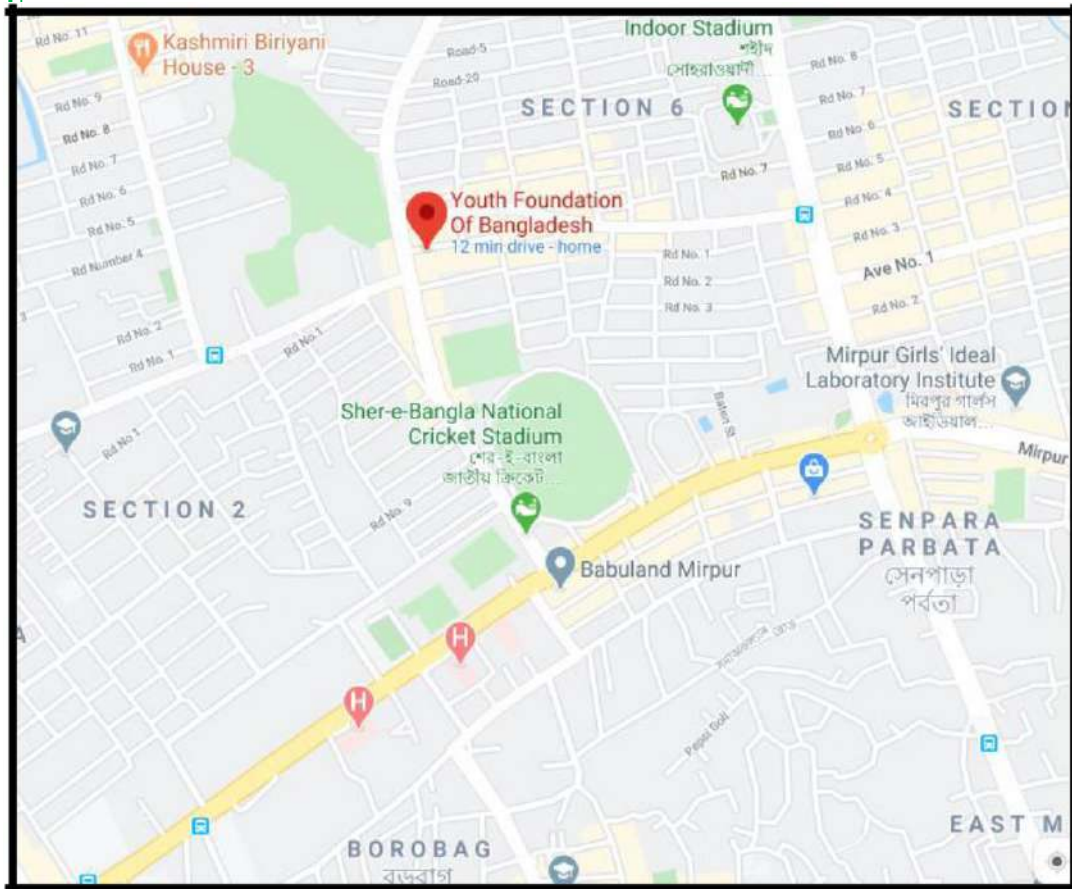 Indoor Stadium
শহীদ
সোহরাওয়ার্দী...
Rd No. 11
Kashmiri Biriyani
House - 3
Road-5
Road-20
Rd No. 8
Rd No. 9
Rd No. 8
Rd No. 7
Rd No. 6
Rd No. 5
Rd Number 4
SECTION 6
SECTION
Rd No. 7
Rd No. 6
Rd No. 5
Rd No. 7
Rd No. 4
Rd No. 3
Youth Foundation
Of Bangladesh
12 min drive - home
Rd No. 1
Rd No. 2
Rd No. 3
Ave No. 1
Rd No. 2
3
Rd No. 2
Rd No. 1
Rd No.1
Mirpur Girls' Ideal
Laboratory Institute
মিরপুর গার্লস
আইডিয়াল...
Baten St
Mirpur
Sher-e-Bangla National
Cricket Stadium
শের-ই-বাংলা
জাতীয় ক্রিকেট...
Rd No 1
SECTION 2
Rd No. 9
SENPARA
PARBATA
সেনপাড়া
পর্বতা
Babuland Mirpur
A
H
H
Papsi Goli
EAST M
BOROBAG
বড়বাগ